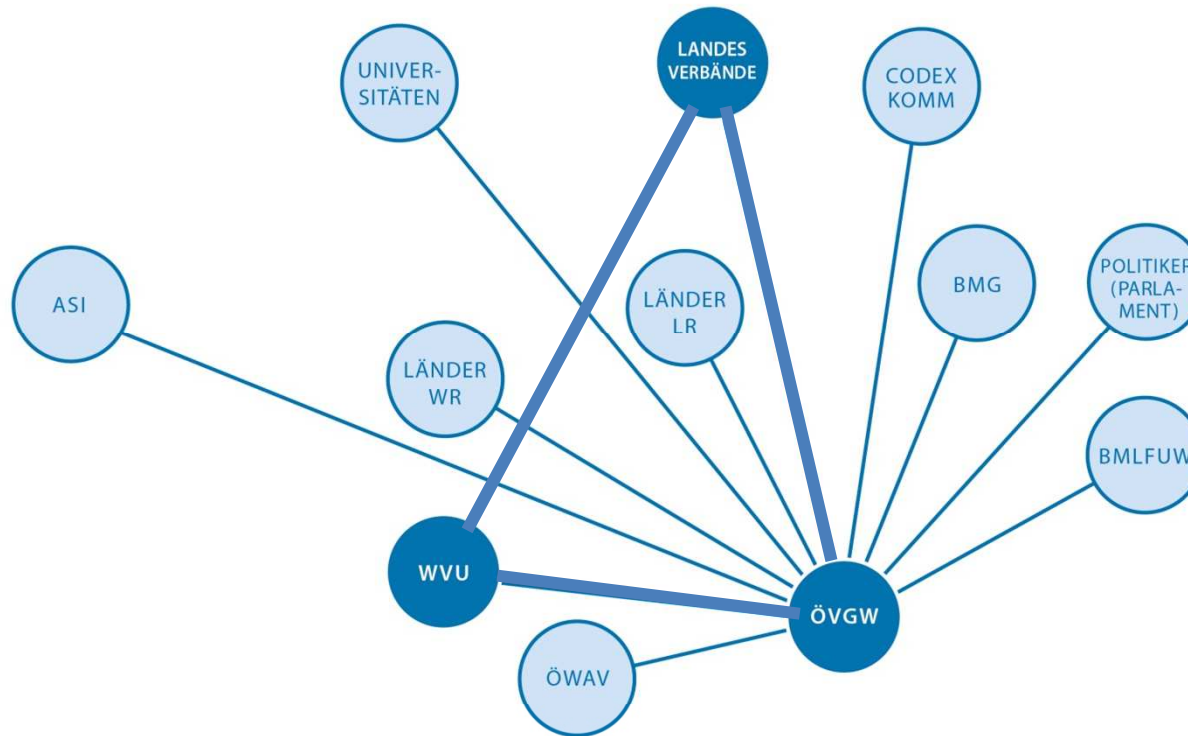 LANDES
VERBÄNDE
UNIVER-
SITÄTEN
CODEX
KOMM
ASI
LÄNDER
LR
BMG
POLITIKER
(PARLA-
MENT)
LÄNDER
WR
BMLFUW
WVU
ÖVGW
ÖWAV